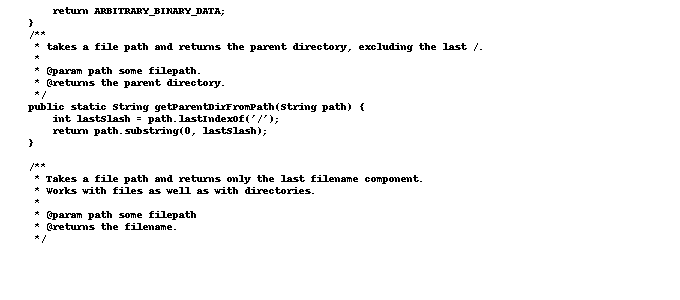 return ARBITRARY_BINARY_DATA;
}
/**
* takes a file path and returns the parent directory, excluding the last /.
*
* @param path some filepath.
* @returns the parent directory.
*/
public static String getParentDirFromPath(String path) {
int lastSlash = path.lastIndexOf('/');
return path.substring(0, lastSlash);
}
/**
* Takes a file path and returns only the last filename component.
* Works with files as well as with directories.
*
* @param path some filepath
* @returns the filename.
*/